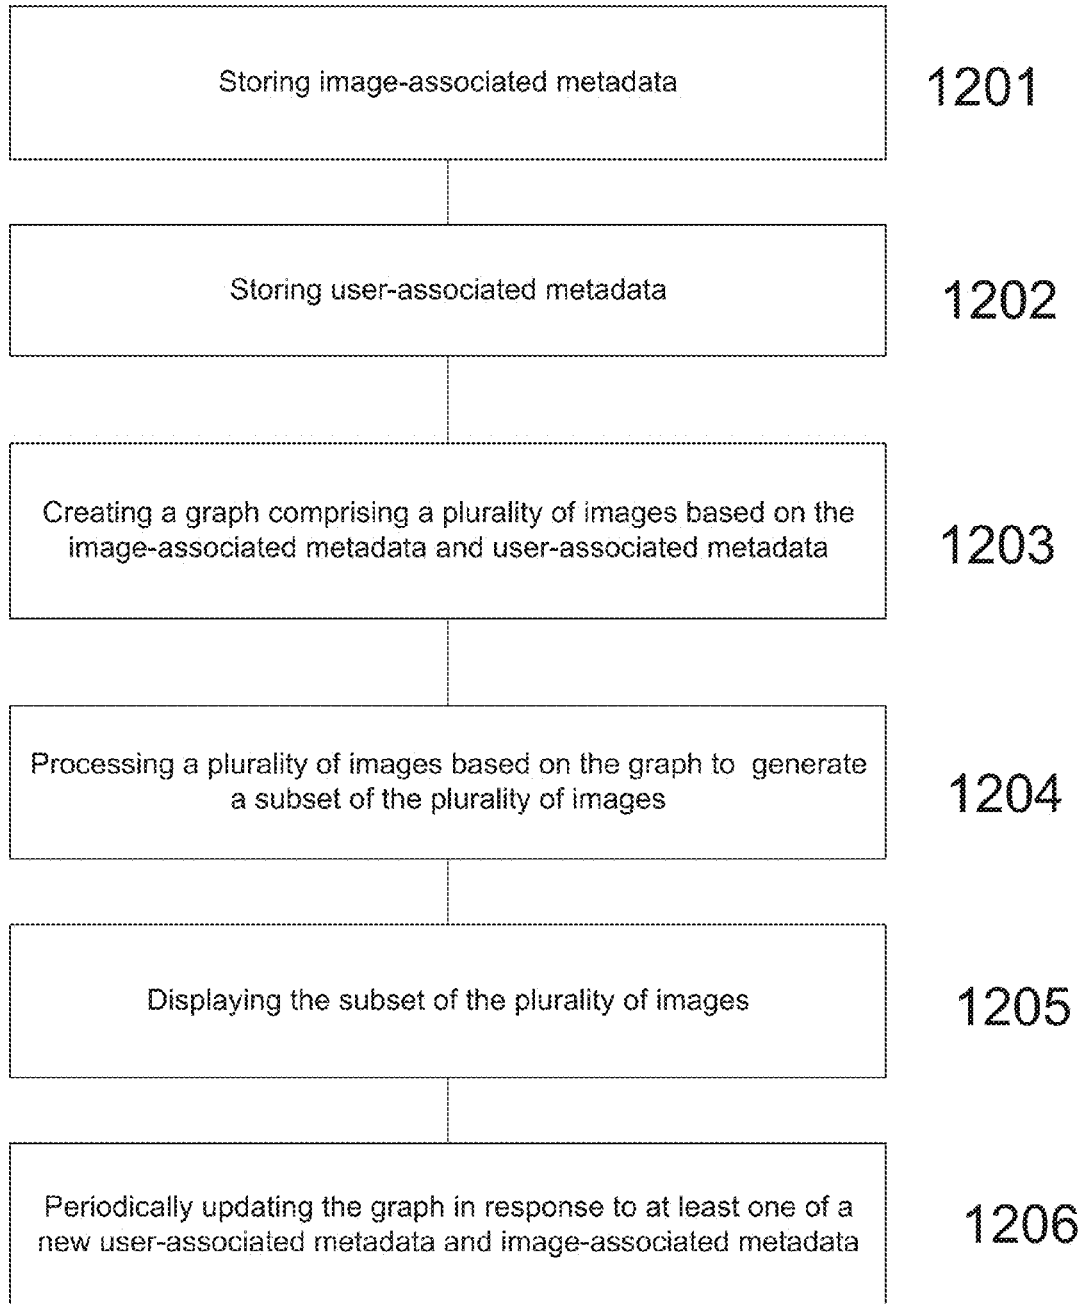 Storing image-associated metadata
1201
Storing user-associated metadata
1202
Creating a graph comprising a plurality of images based on the
image-associated metadata and user-associated metadata
1203
Processing a plurality of images based on the graph to generate
a subset of the plurality of images
1204
Displaying the subset of the plurality of images
1205
Periodically updating the graph in response to at least one of a
new user-associated metadata and image-associated metadata
1206